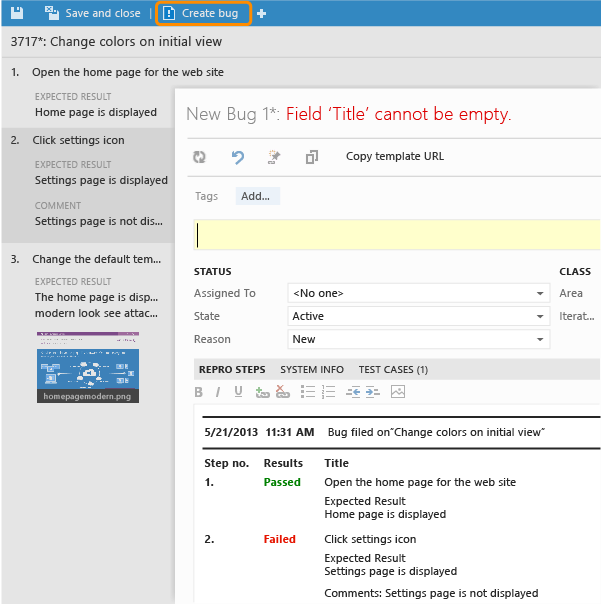 Save and close | Create bug
3717*: Change colors on initial view
1. Open the home page for the web site
EXPECTED RESULT
Home page is displayed
2. Click settings icon
EXPECTED RESULT
Settings page is displayed
COMMENT
Settings page is not dis...
3. Change the default tem...
EXPECTED RESULT
The home page is disp...
modern look see attac...
homepagemodern.png
New Bug 1*: Field ‘Title’ cannot be empty.
Copy template URL
Tags Add...
STATUS CLASS
Assigned To <No one> Area
State Active Iterat...
Reason New
REPRO STEPS SYSTEM INFO TEST CASES (1)
B I U
5/21/2013 11:31 AM Bug filed on“Change colors on initial view”
Step no. Results Title
1. Passed Open the home page for the web site
Expected Result
Home page is displayed
2. Failed Click settings icon
Expected Result
Settings page is displayed
Comments: Settings page is not displayed